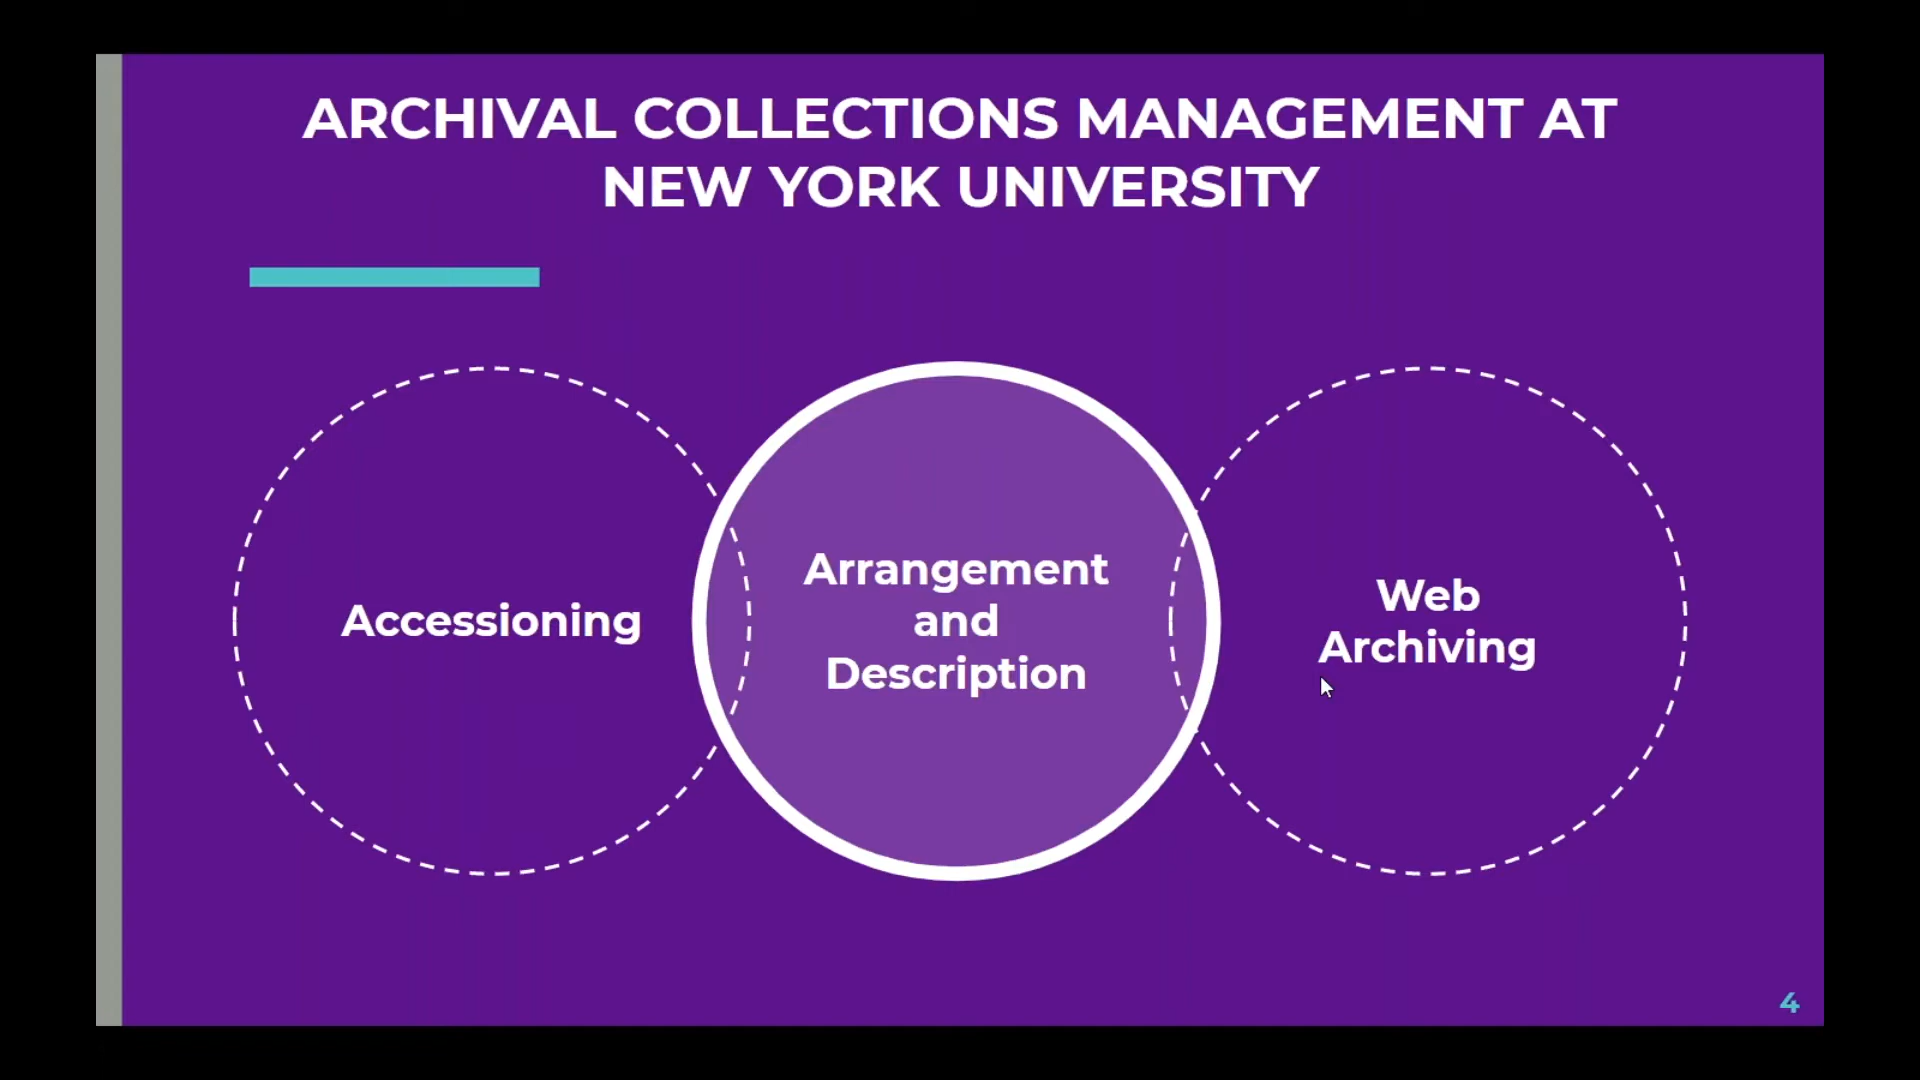 ARCHIVAL COLLECTIONS MANAGEMENT AT
NEW YORK UNIVERSITY
Accessioning
Arrangement
and
Description
Web
Archiving
4